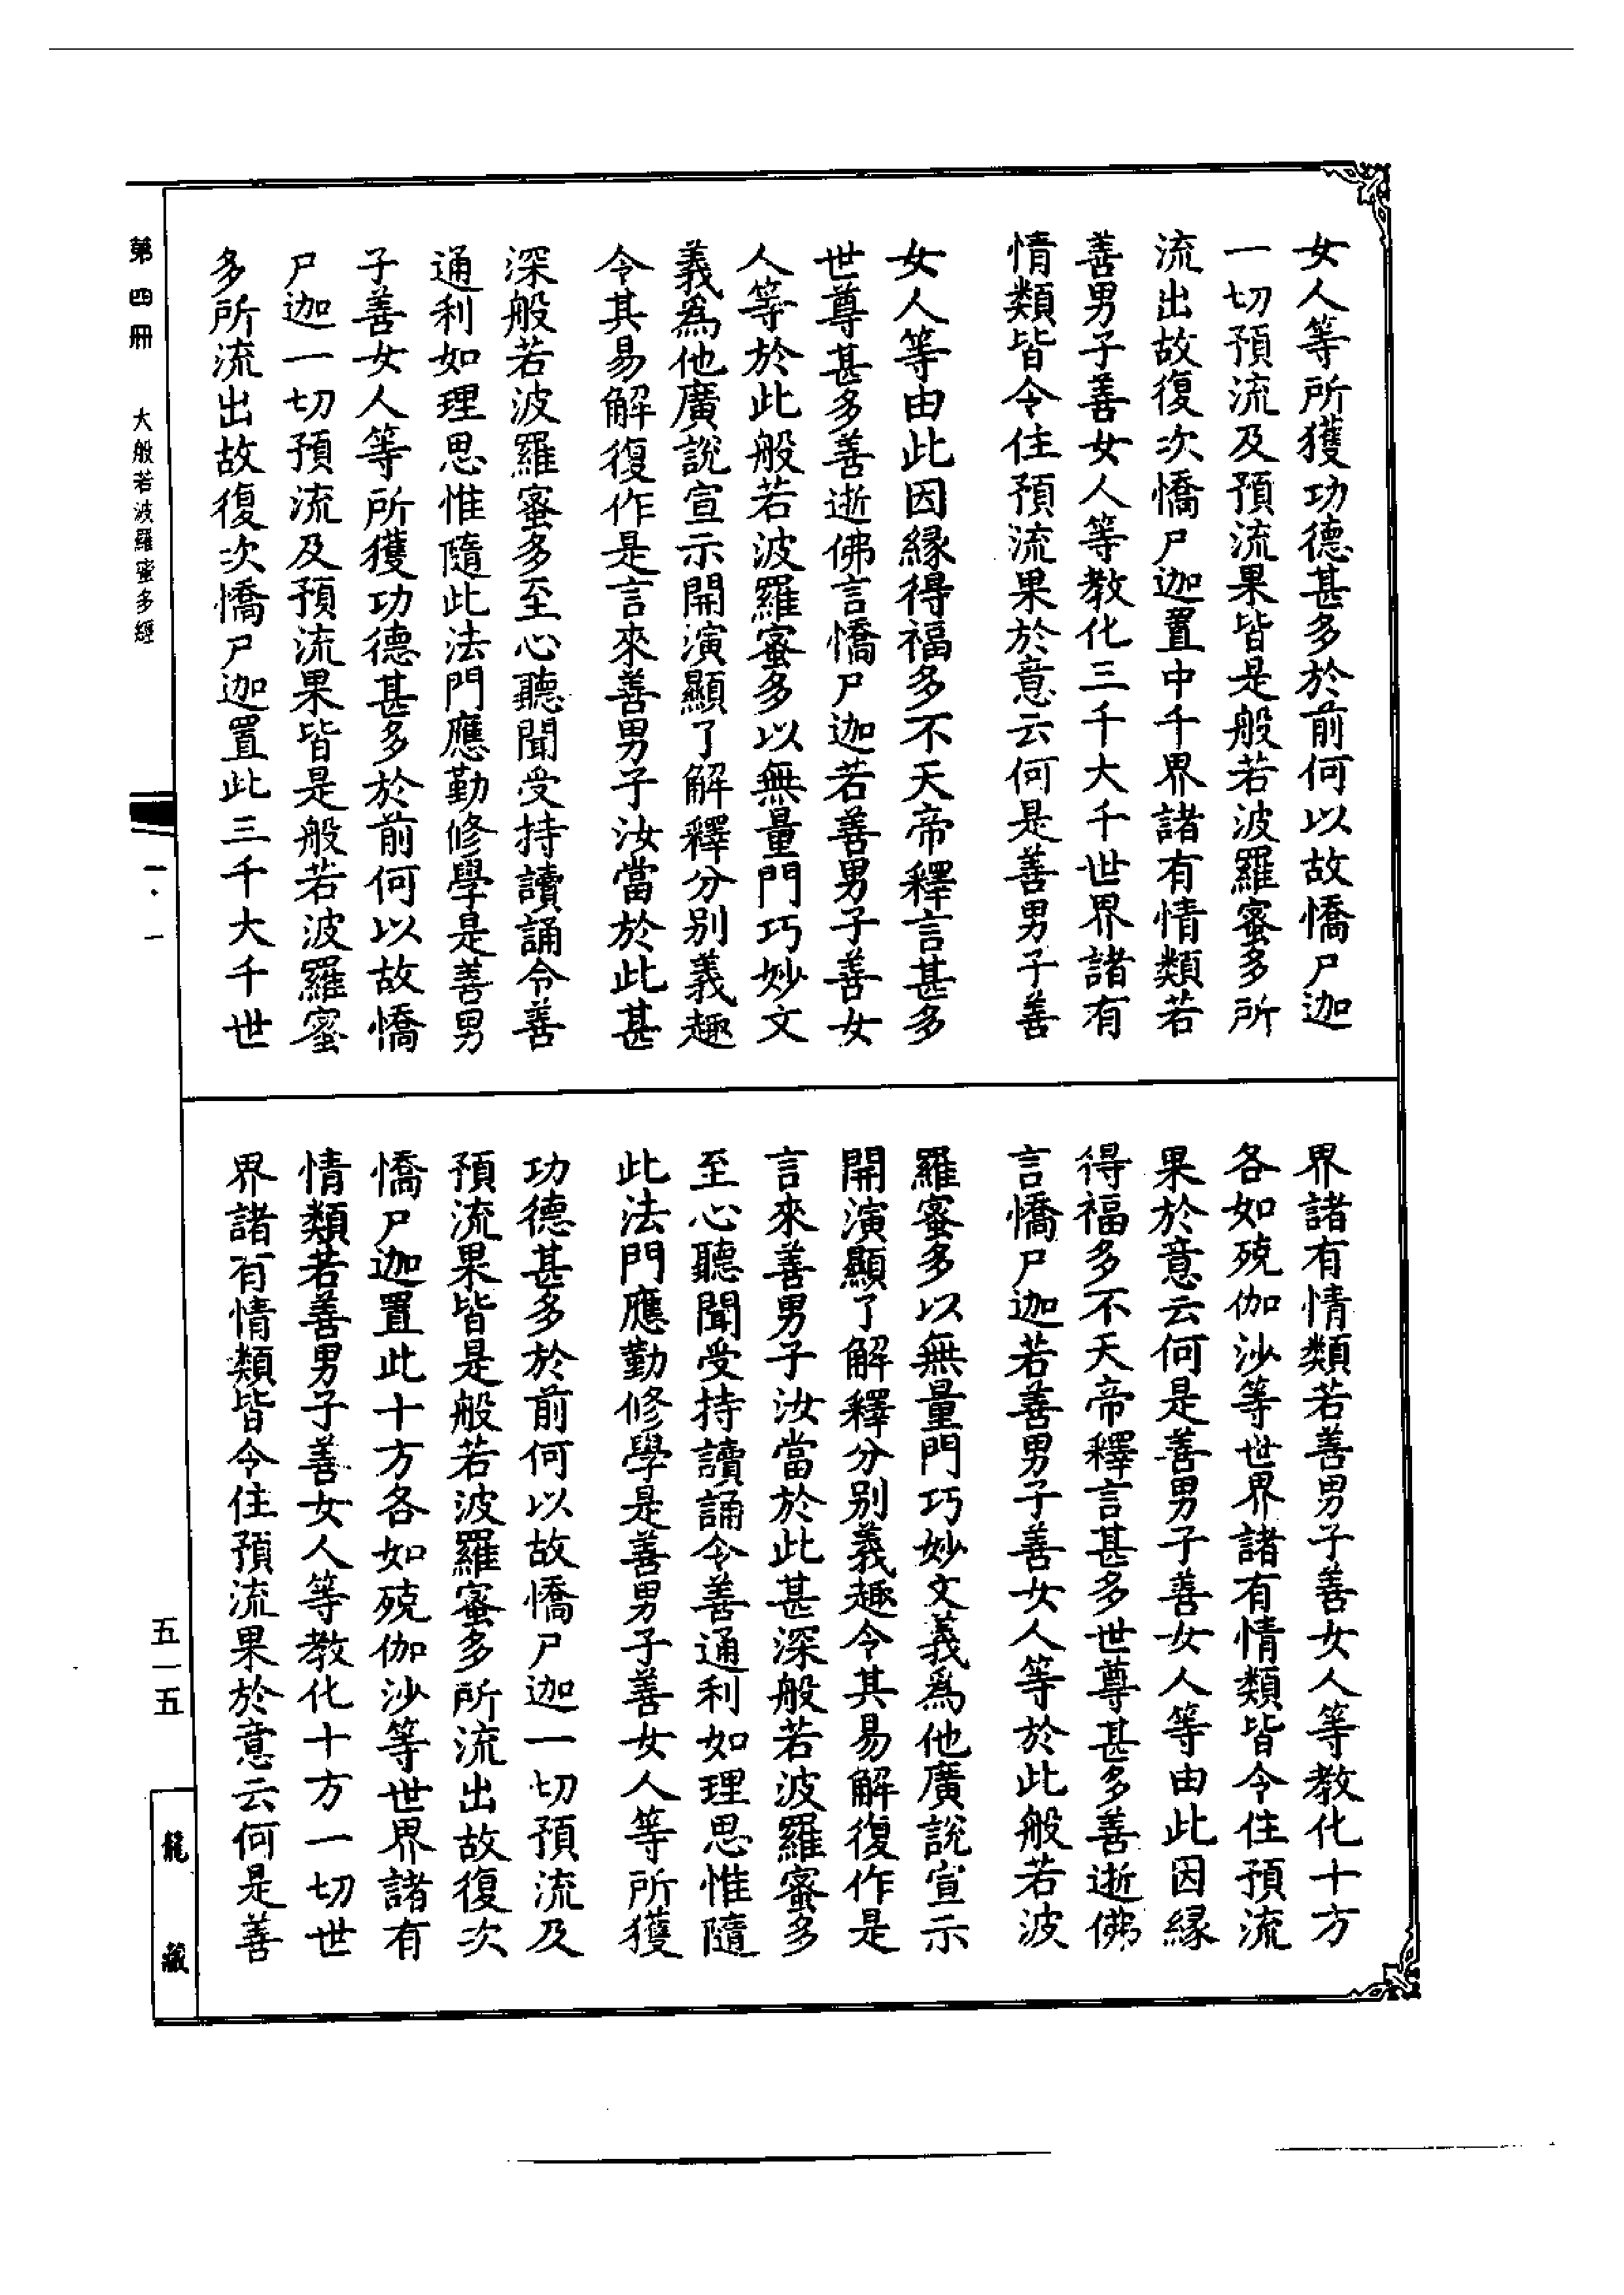 女人等所獲功德甚多於前何以故憍尸迦
一切預流及預流果皆是般若波羅蜜多所
流出故復次憍尸迦置中千界諸有情類若
善男子善女人等教化三千大千世界諸有
情類皆令住預流果於意云何是善男子善
女人等由此因緣得福多不天帝釋言甚多
世尊甚多善逝佛言憍尸迦若善男子善女
人等於此般若波羅蜜多以無量門巧妙文
義爲他廣說宣示開演顯了解釋分別義趣
令其易解復作是言來善男子汝當於此甚
深般若波羅蜜多至心聽聞受持讀誦令善
通利如理思惟隨此法門應勤修學是善男
子善女人等所獲功德甚多於前何以故憍
尸迦一切預流及預流果皆是般若波羅蜜
多所流出故復次憍尸迦置此三千大千世
界諸有情類若善男子善女人等教化十方
各如殑伽沙等世界諸有情類皆令住預流
果於意云何是善男子善女人等由此因緣
得福多不天帝釋言甚多世尊甚多善逝佛
言憍尸迦若善男子善女人等於此般若波
羅蜜多以無量門巧妙文義爲他廣說宣示
開演顯了解釋分別義趣令其易解復作是
言來善男子汝當於此甚深般若波羅蜜多
至心聽聞受持讀誦令善通利如理思惟隨
此法門應勤修學是善男子善女人等所獲
功德甚多於前何以故憍尸迦一切預流及
預流果皆是般若波羅蜜多所流出故復次
憍尸迦置此十方各如殑伽沙等世界諸有
情類若善男子善女人等教化十方一切世
界諸有情類皆令住預流果於意云何是善
第四冊 大般若波羅蜜多經
一·一
五一五
龍藏